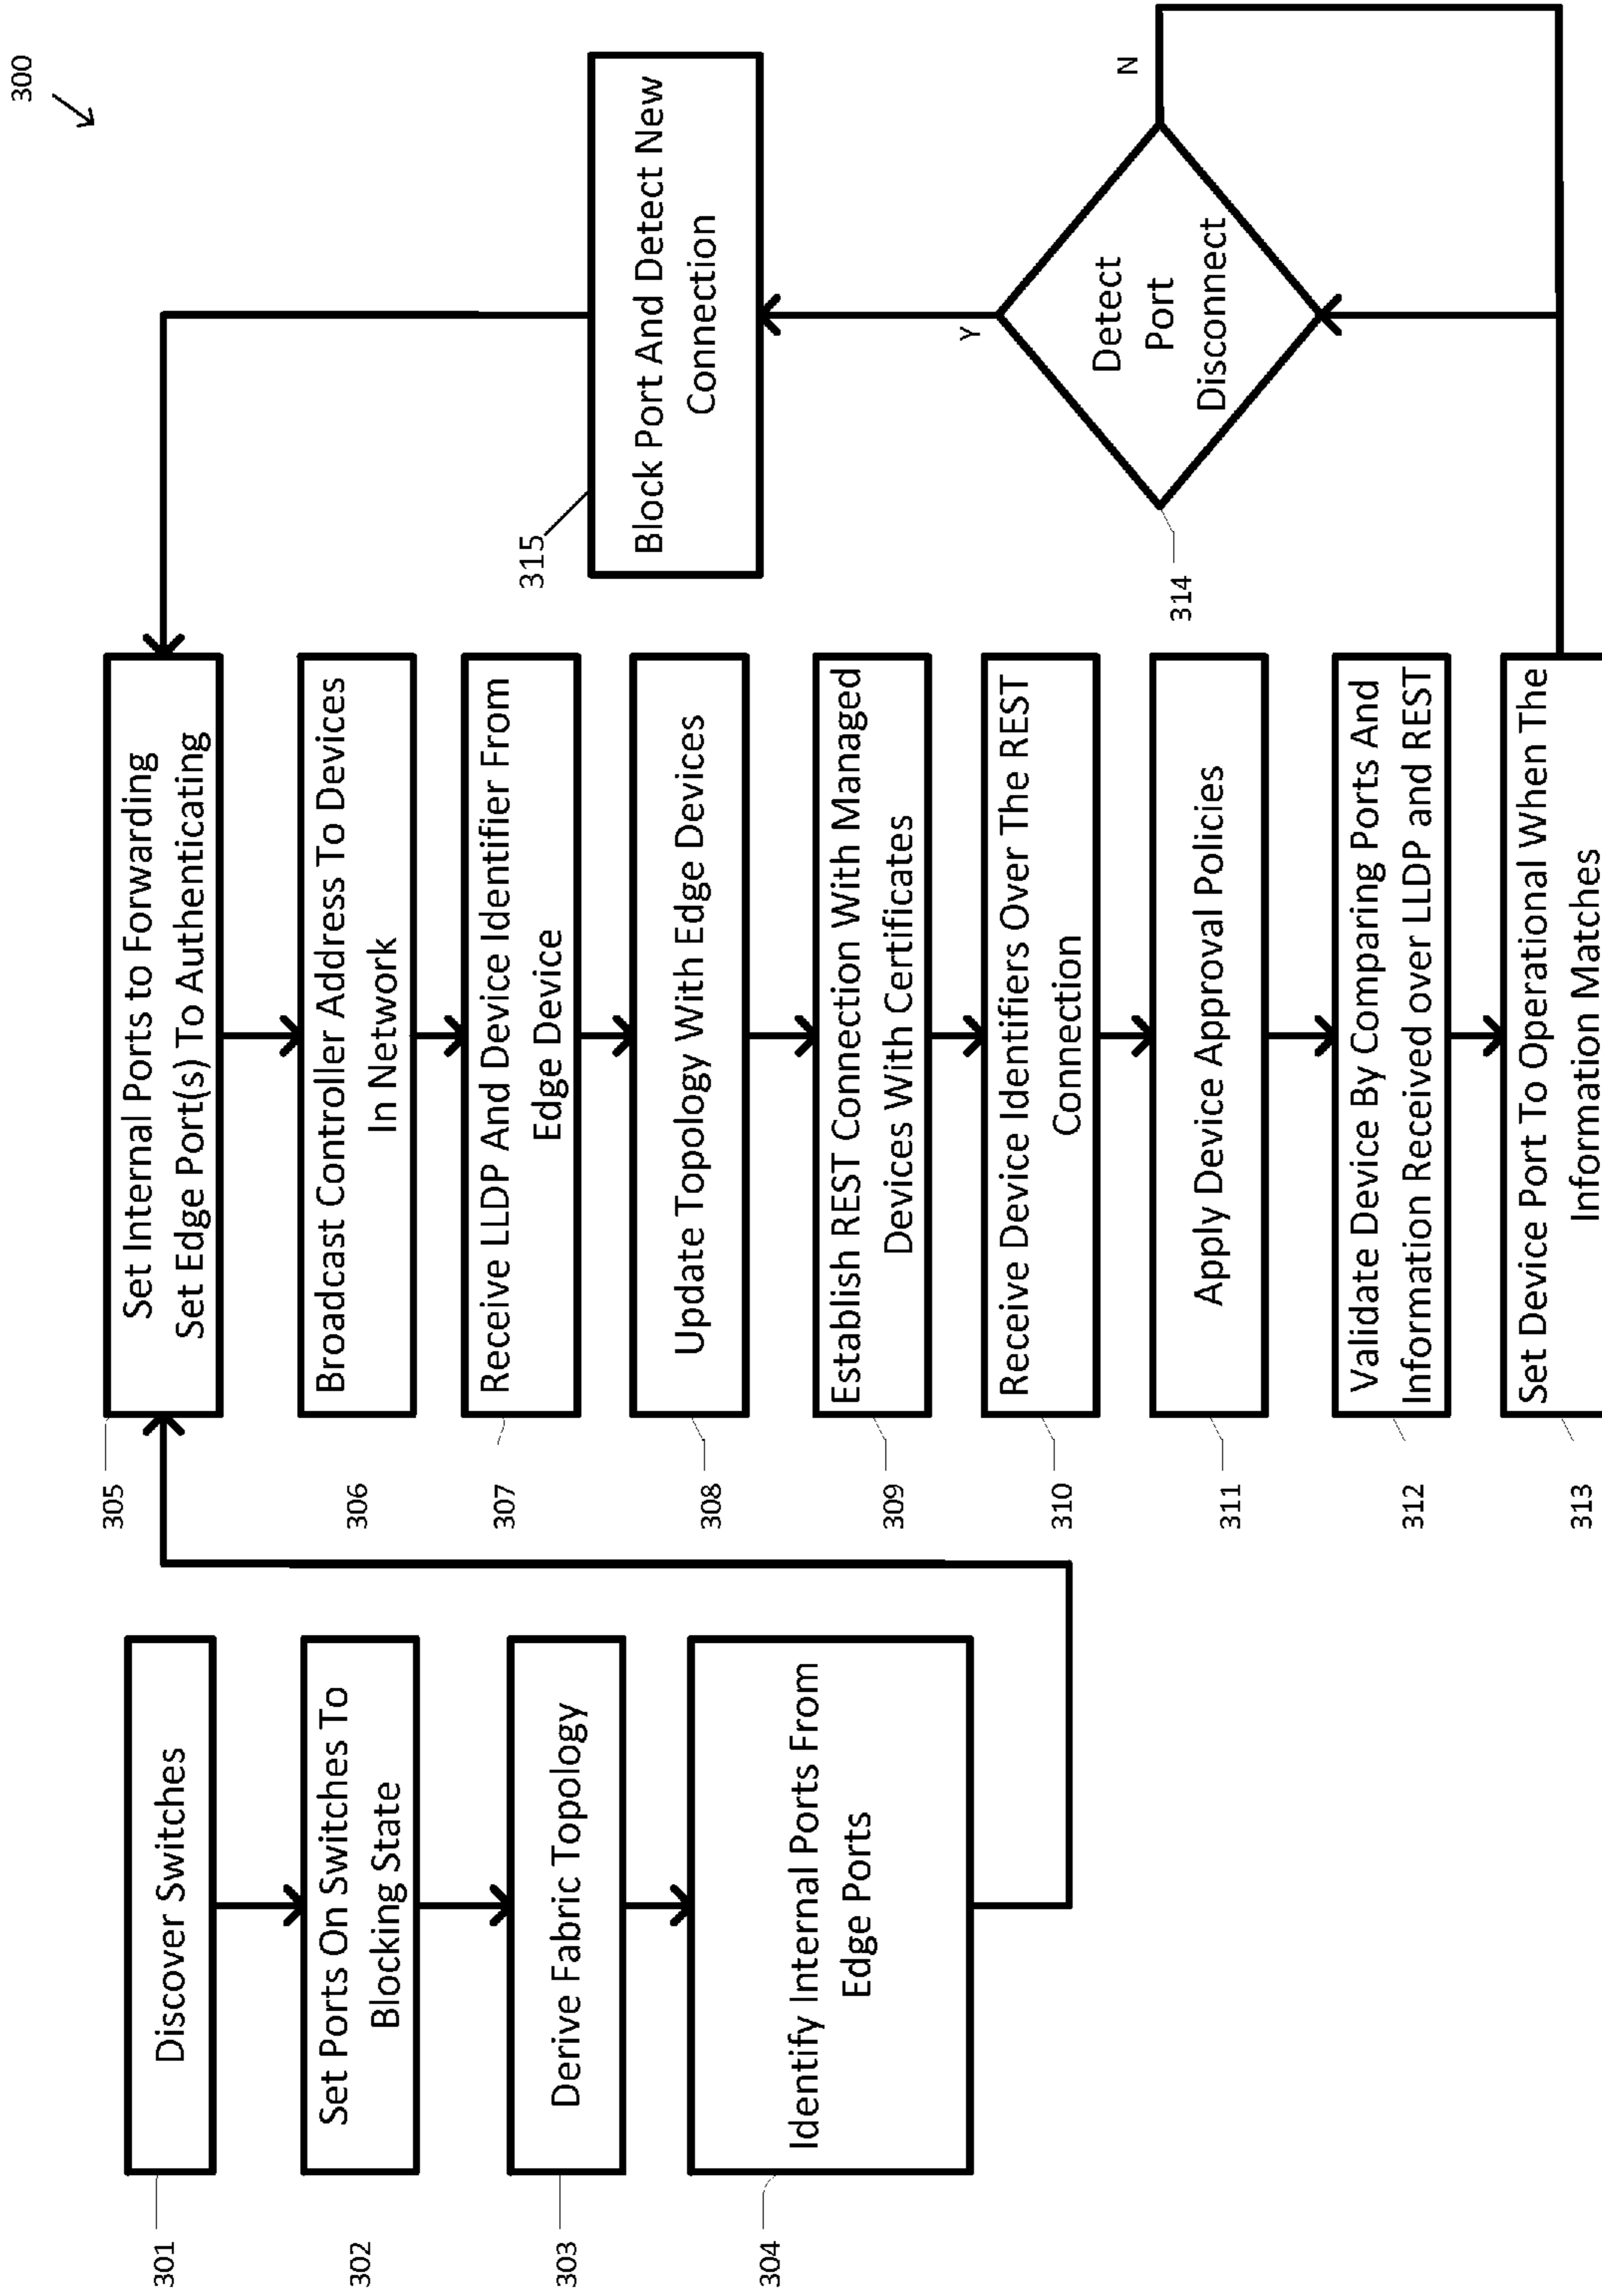 300
301
Discover Switches
302
Set Ports On Switches To
Blocking State
303
Derive Fabric Topology
304
Identify Internal Ports From
Edge Ports
305
Set Internal Ports to Forwarding
Set Edge Port(s) To Authenticating
306
Broadcast Controller Address To Devices
In Network
307
Receive LLDP And Device Identifier From
Edge Device
308
Update Topology With Edge Devices
309
Establish REST Connection With Managed
Devices With Certificates
310
Receive Device Identifiers Over The REST
Connection
311
Apply Device Approval Policies
312
Validate Device By Comparing Ports And
Information Received over LLDP and REST
313
Set Device Port To Operational When The
Information Matches
315
Block Port And Detect New
Connection
Y
N
Detect
Port
Disconnect
314